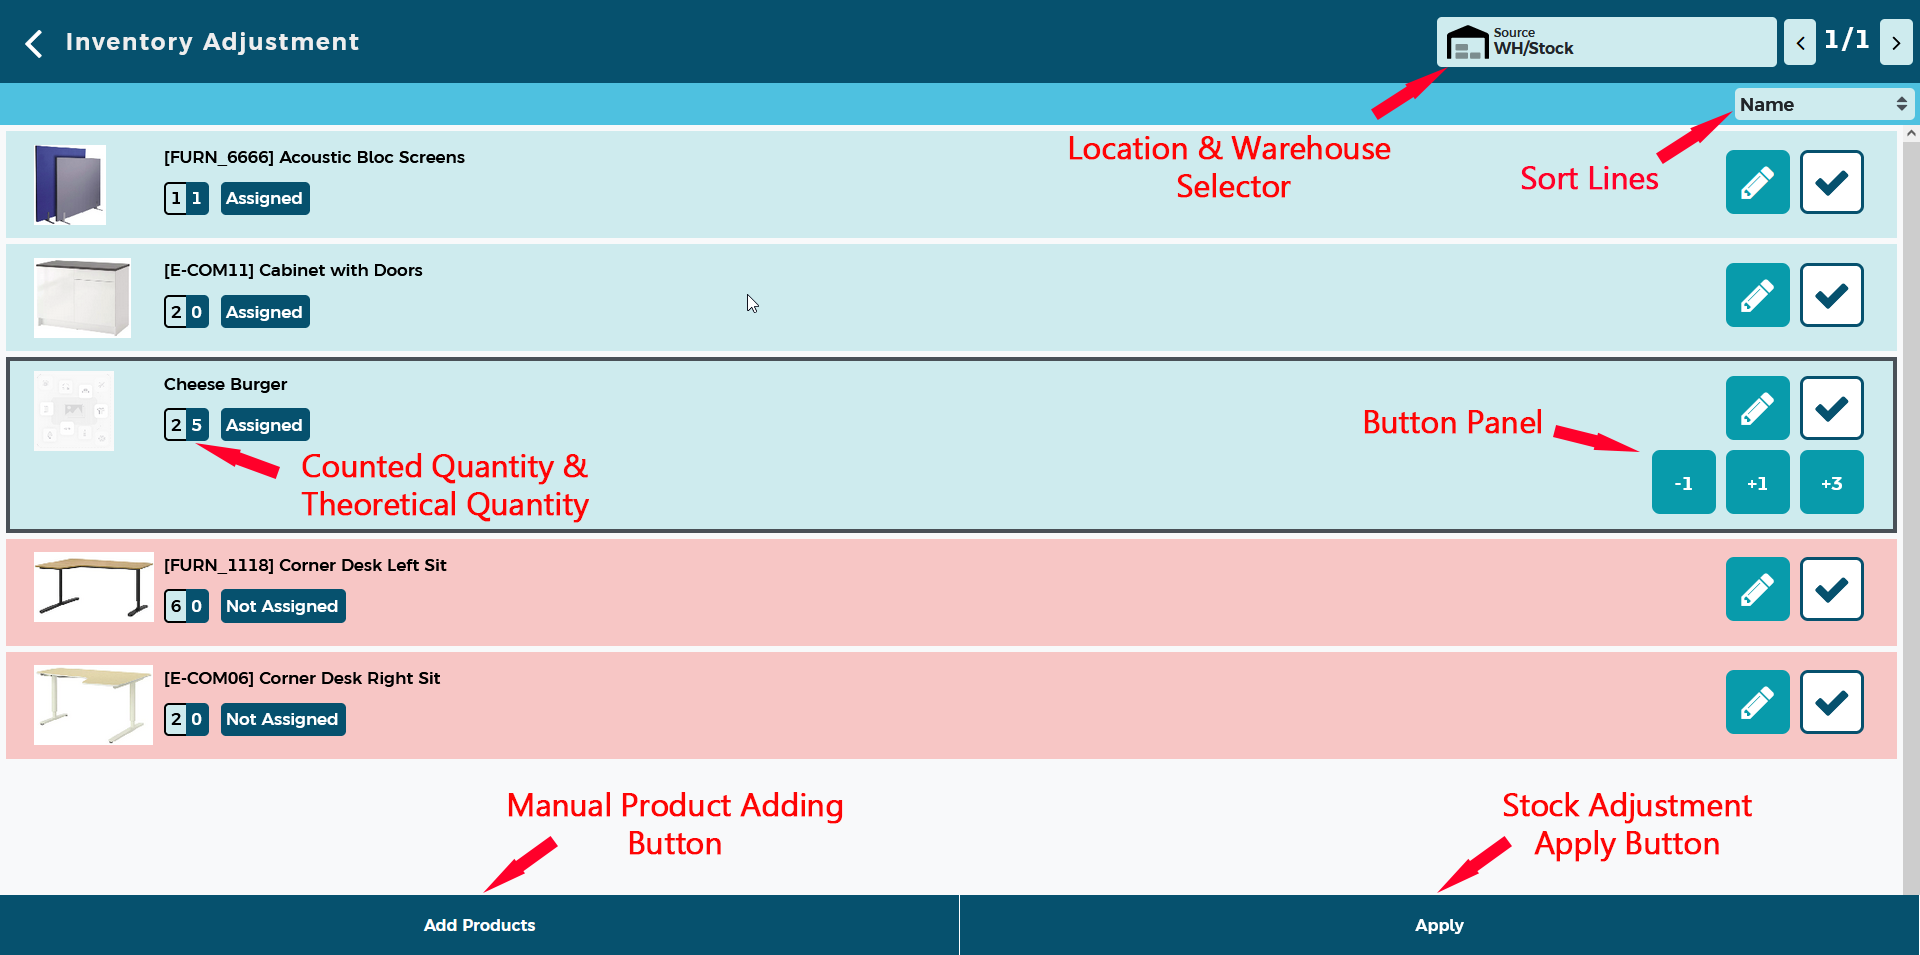 Inventory Adjustment
Source
WH/Stock
1/1
Name
Location & Warehouse
Selector
Sort Lines
[FURN_6666] Acoustic Bloc Screens
1 1 Assigned
[E-COM11] Cabinet with Doors
2 0 Assigned
Cheese Burger
2 5 Assigned
Button Panel
Counted Quantity &
Theoretical Quantity
-1 +1 +3
[FURN_1118] Corner Desk Left Sit
6 0 Not Assigned
[E-COM06] Corner Desk Right Sit
2 0 Not Assigned
Manual Product Adding
Button
Stock Adjustment
Apply Button
Add Products
Apply